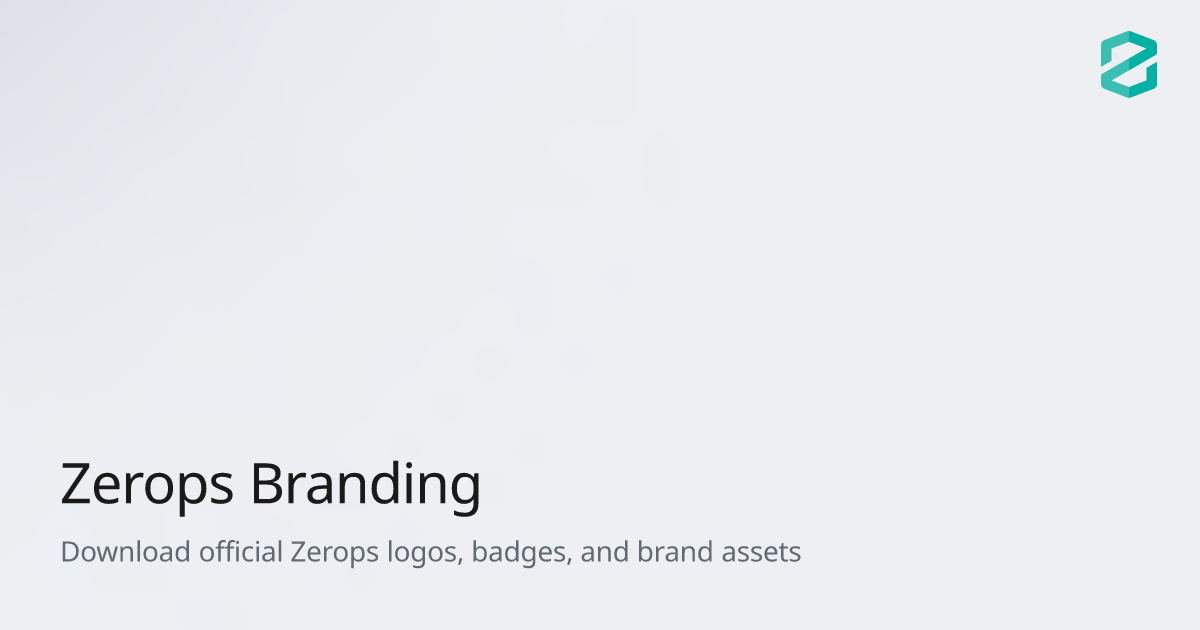 Zerops Branding
Download official Zerops logos, badges, and brand assets